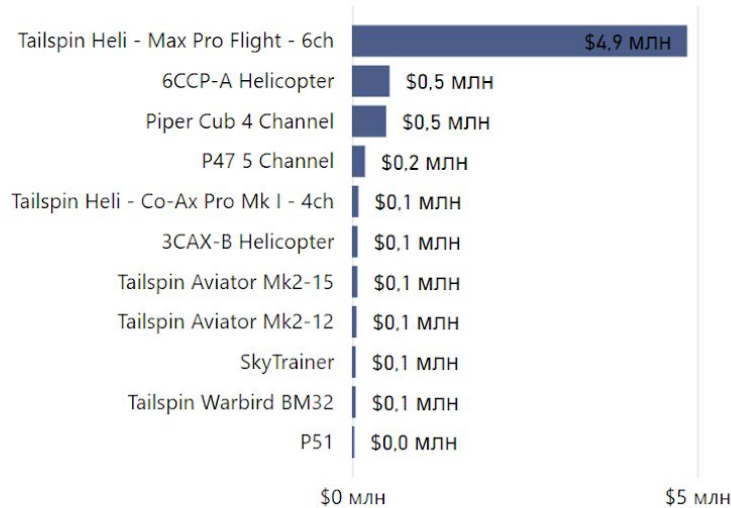 Tailspin Heli - Max Pro Flight - 6ch $4,9 млн
6CCP-A Helicopter $0,5 млн
Piper Cub 4 Channel $0,5 млн
P47 5 Channel $0,2 млн
Tailspin Heli - Co-Ax Pro Mk I - 4ch $0,1 млн
3CAX-B Helicopter $0,1 млн
Tailspin Aviator Mk2-15 $0,1 млн
Tailspin Aviator Mk2-12 $0,1 млн
SkyTrainer $0,1 млн
Tailspin Warbird BM32 $0,1 млн
P51 $0,0 млн
$0 млн $5 млн